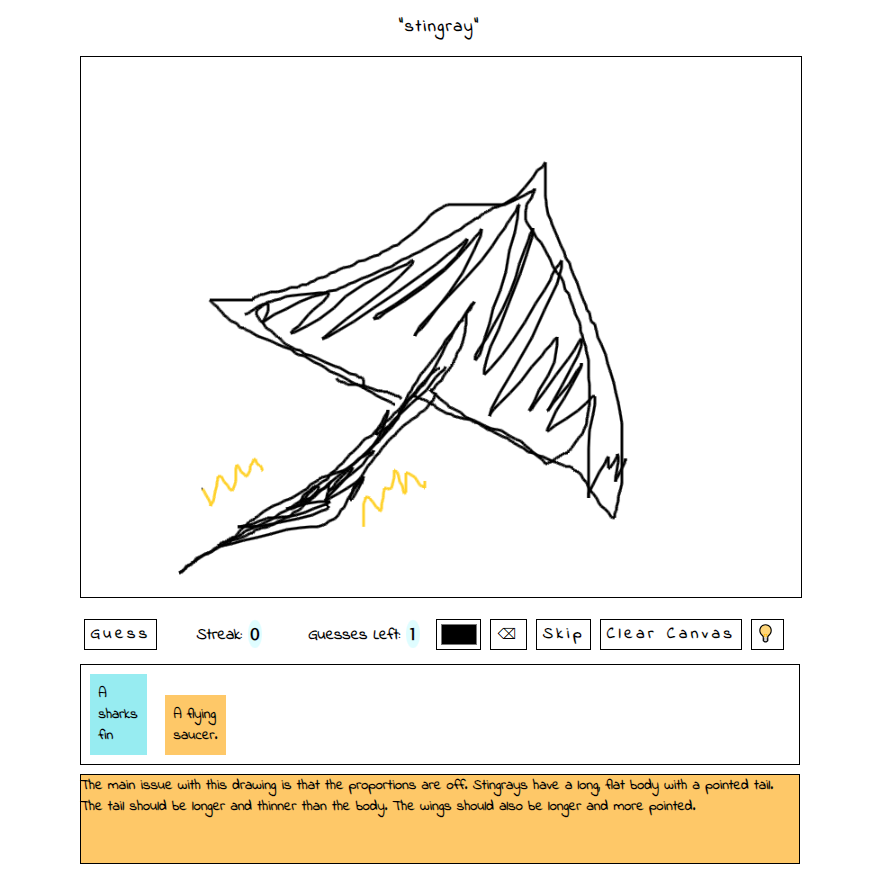 "stingray"
Guess Streak: 0 Guesses Left: 1 Skip Clear Canvas
A
sharks
fin
A flying
saucer.
The main issue with this drawing is that the proportions are off. Stingrays have a long, flat body with a pointed tail.
The tail should be longer and thinner than the body. The wings should also be longer and more pointed.